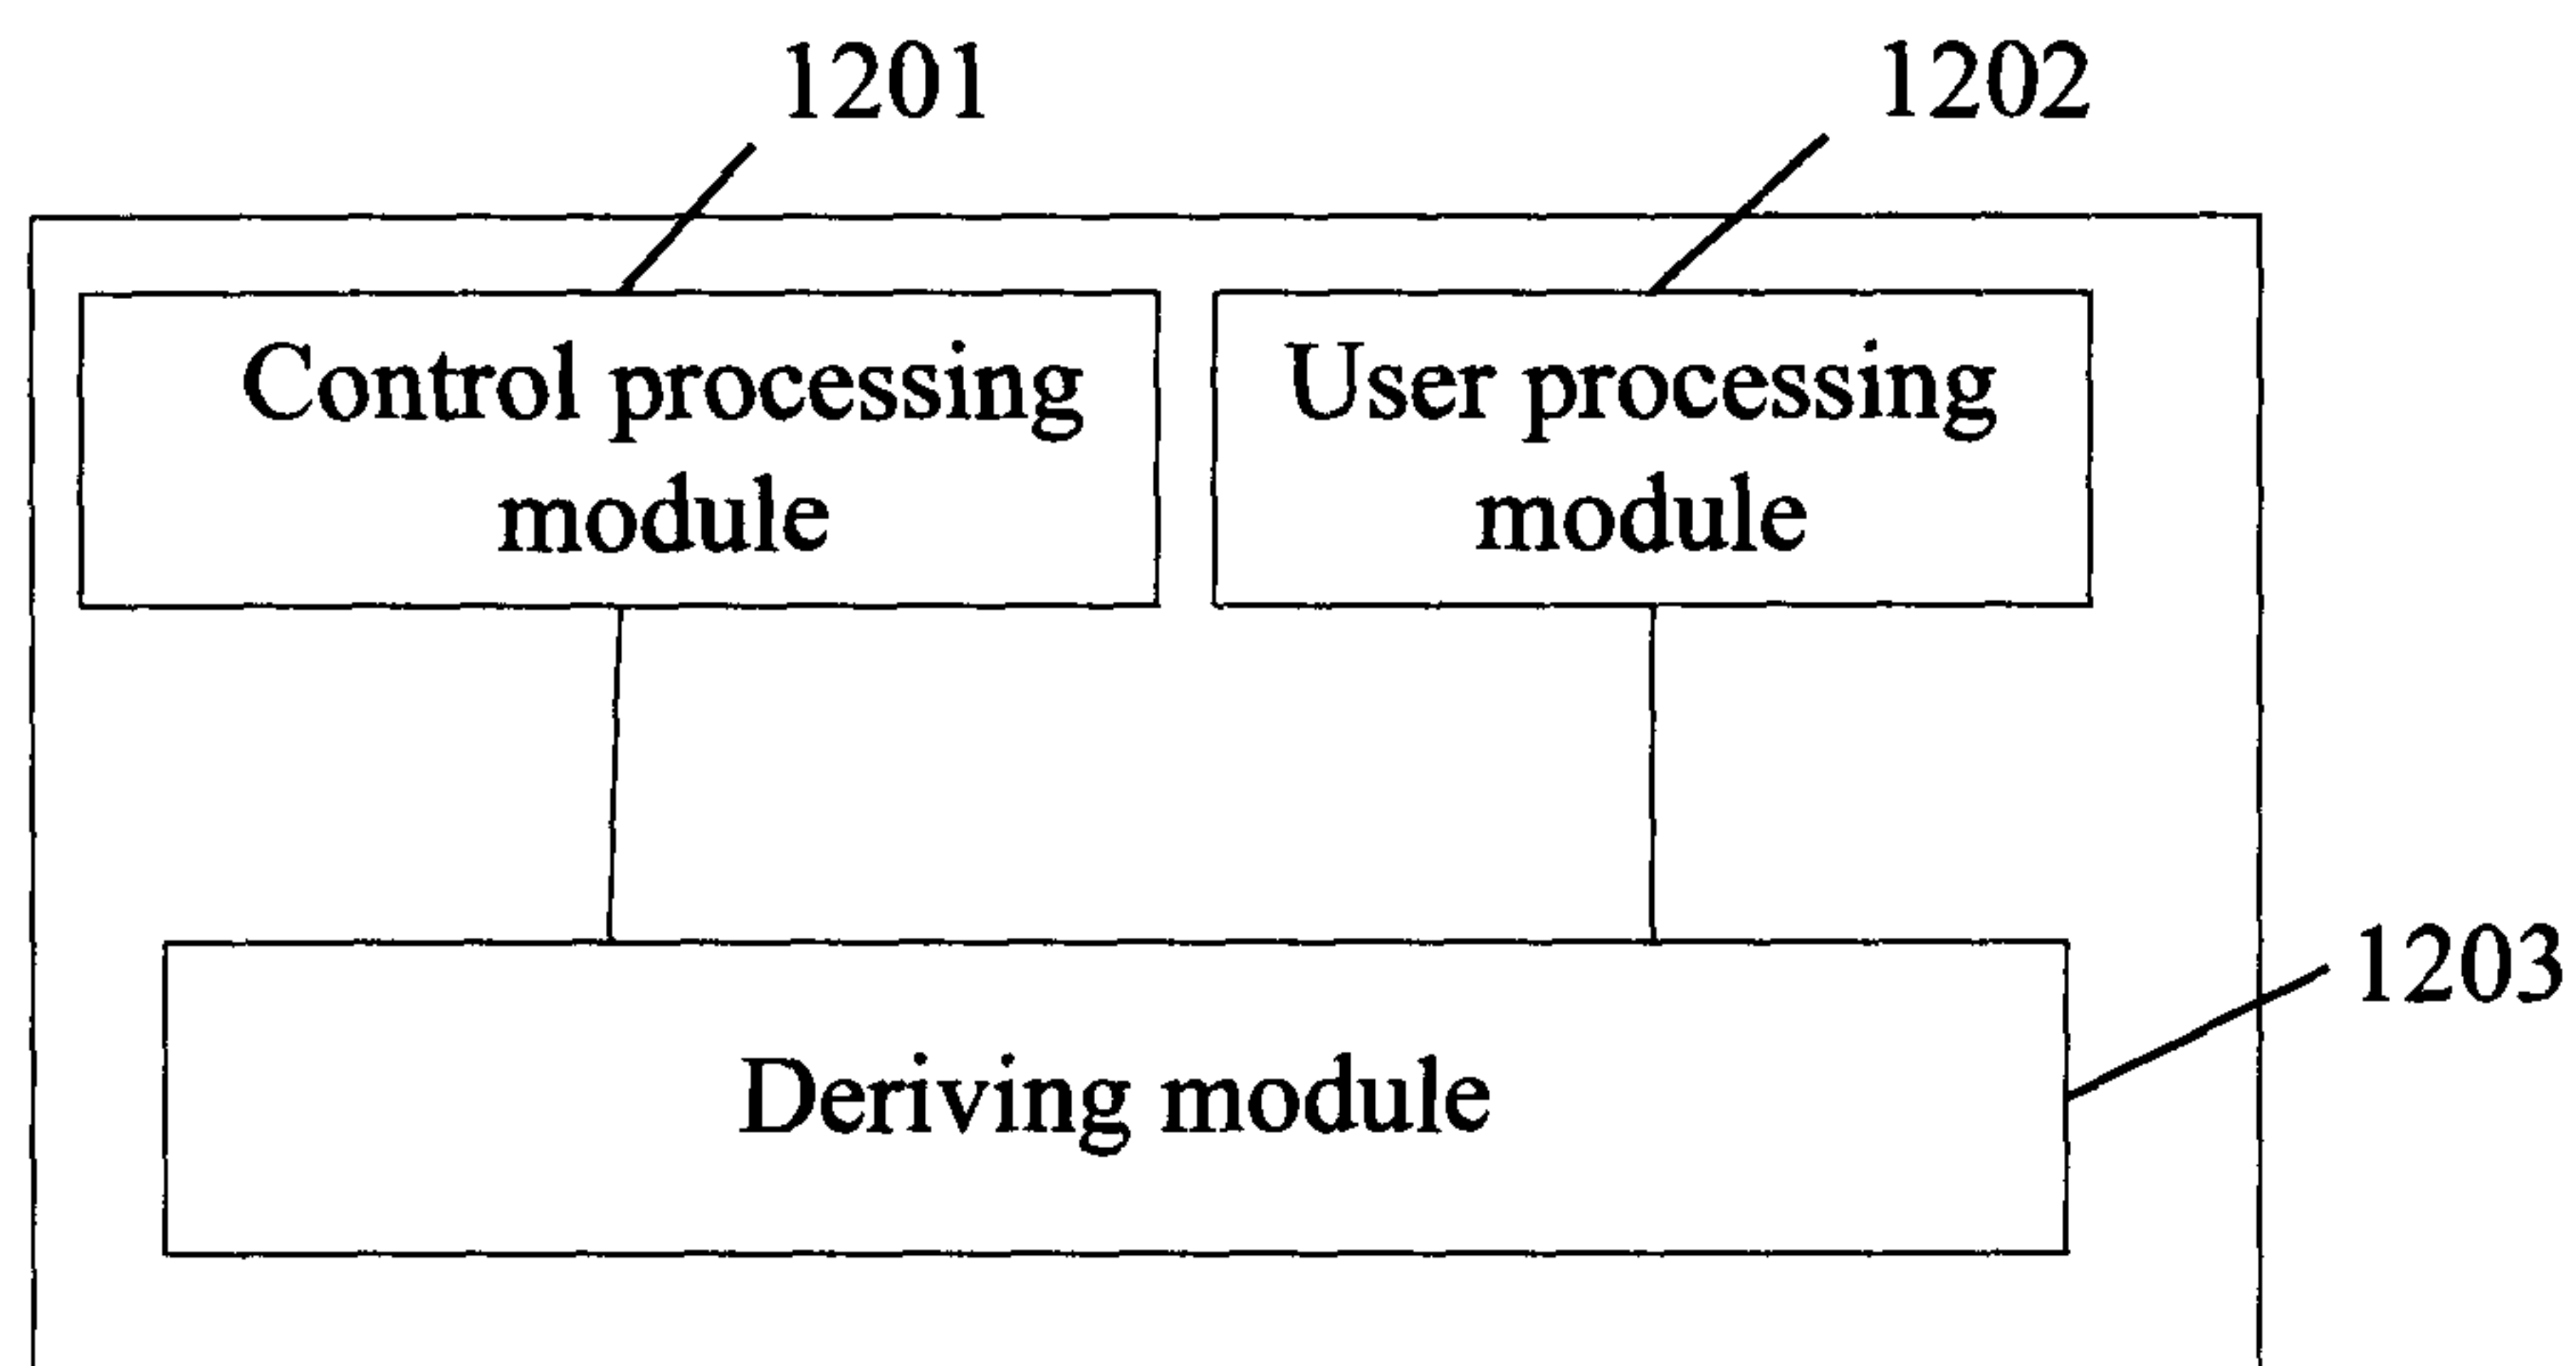 1201
1202
Control processing
module
User processing
module
1203
Deriving module